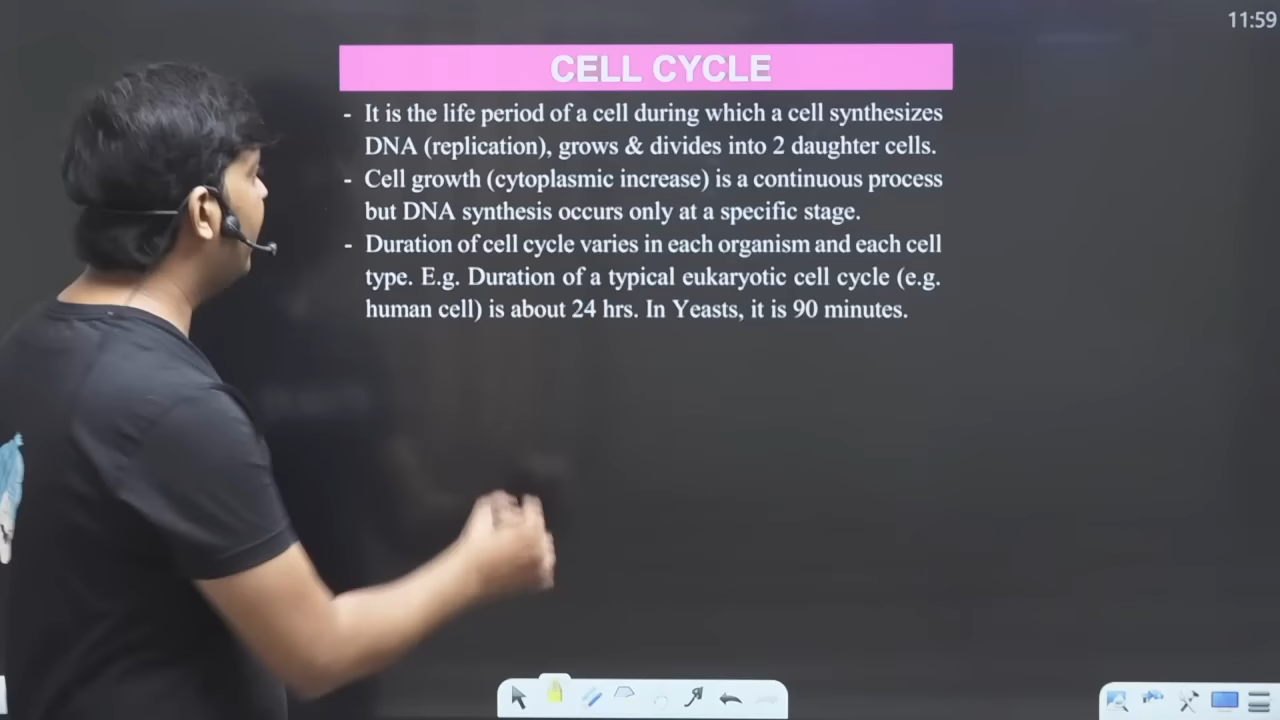 11:59
CELL CYCLE
- It is the life period of a cell during which a cell synthesizes
DNA (replication), grows & divides into 2 daughter cells.
- Cell growth (cytoplasmic increase) is a continuous process
but DNA synthesis occurs only at a specific stage.
- Duration of cell cycle varies in each organism and each cell
type. E.g. Duration of a typical eukaryotic cell cycle (e.g.
human cell) is about 24 hrs. In Yeasts, it is 90 minutes.